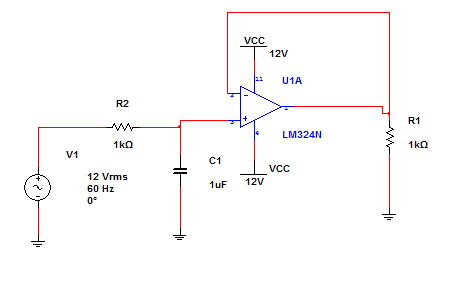 VCC
12V
11
U1A
2
1
3
LM324N
4
VCC
12V
R2
1kΩ
V1
12 Vrms
60 Hz
0°
C1
1uF
R1
1kΩ